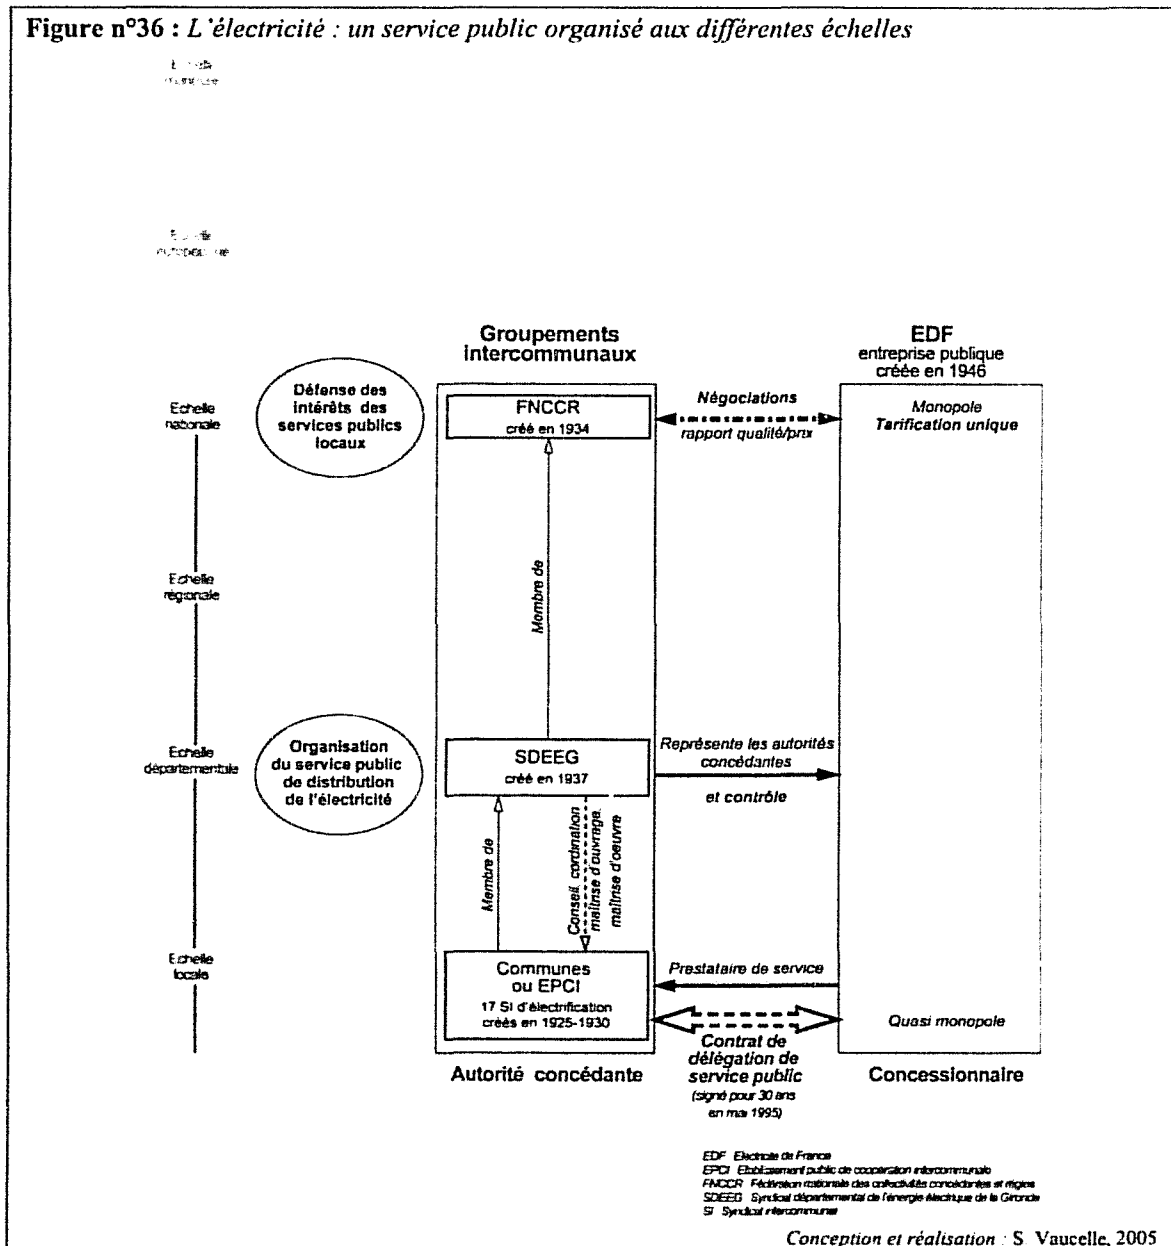 Figure n°36 : L'électricité : un service public organisé aux différentes échelles
Groupements
intercommunaux
EDF
entreprise publique
créée en 1946
Echelle
nationale
Défense des
intérêts des
services publics
locaux
FNCCR
créé en 1934
Négociations
rapport qualité/prix
Monopole
Tarification unique
Echelle
régionale
Membre de
Echelle
départementale
Organisation
du service public
de distribution
de l'électricité
SDEEG
créé en 1937
Représente les autorités
concédantes
et contrôle
Membre de
Conseil, cordination
maîtrise d'ouvrage,
maîtrise d'oeuvre
Echelle
locale
Communes
ou EPCI
17 SI d'électrification
créés en 1925-1930
Prestataire de service
Quasi monopole
Contrat de
délégation de
service public
(signé pour 30 ans
en mai 1995)
Autorité concédante
Concessionnaire
EDF Electricité de France
EPCI Etablissement public de coopération intercommunale
FNCCR Fédération nationale des collectivités concédantes et régies
SDEEG Syndicat départemental de l'énergie électrique de la Gironde
SI Syndicat intercommunal
Conception et réalisation : S. Vaucelle, 2005